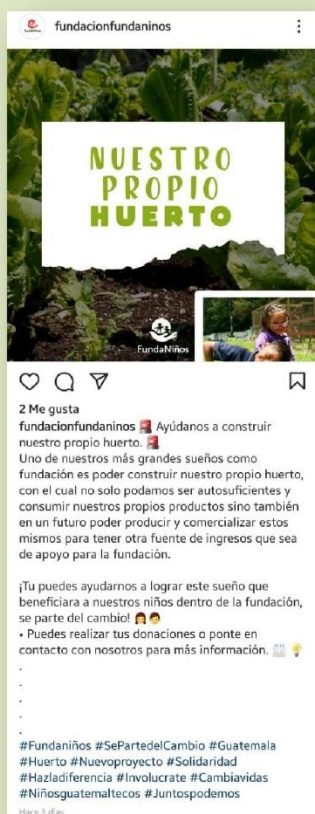 fundacionfundaninos
NUESTRO
PROPIO
HUERTO
FundaNiños
2 Me gusta
fundacionfundaninos Ayúdanos a construir
nuestro propio huerto.
Uno de nuestros más grandes sueños como
fundación es poder construir nuestro propio huerto,
con el cual no solo podamos ser autosuficientes y
consumir nuestros propios productos sino también
en un futuro poder producir y comercializar estos
mismos para tener otra fuente de ingresos que sea
de apoyo para la fundación.
¡Tu puedes ayudarnos a lograr este sueño que
beneficiara a nuestros niños dentro de la fundación,
se parte del cambio!
• Puedes realizar tus donaciones o ponte en
contacto con nosotros para más información.
.
.
.
.
.
#Fundaniños #SePartedelCambio #Guatemala
#Huerto #Nuevoproyecto #Solidaridad
#Hazladiferencia #Involucrate #Cambiavidas
#Niñosguatemaltecos #Juntospodemos
Hace 3 días